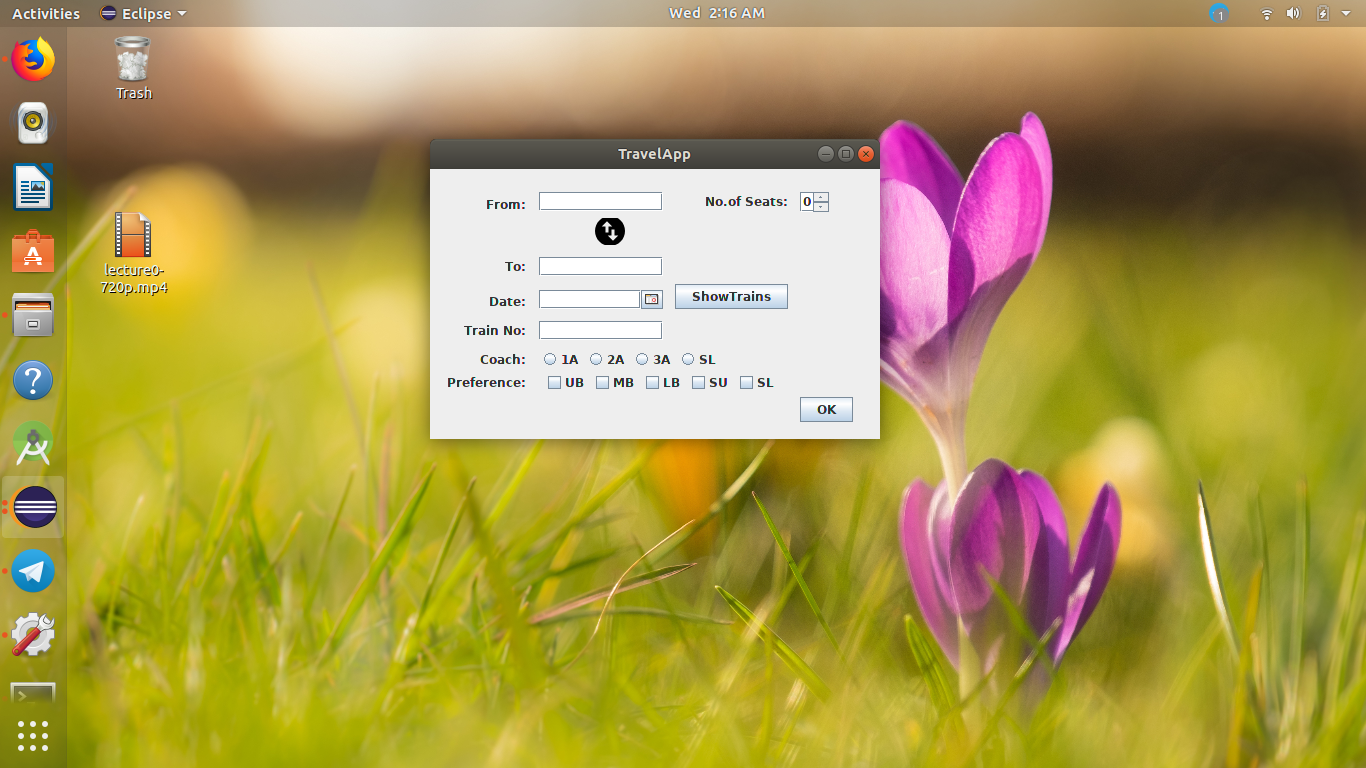 Activities Eclipse Wed 2:16 AM 1
Trash
lecture0-
720p.mp4
TravelApp
From: No.of Seats: 0
To:
Date: ShowTrains
Train No:
Coach: 1A 2A 3A SL
Preference: UB MB LB SU SL
OK